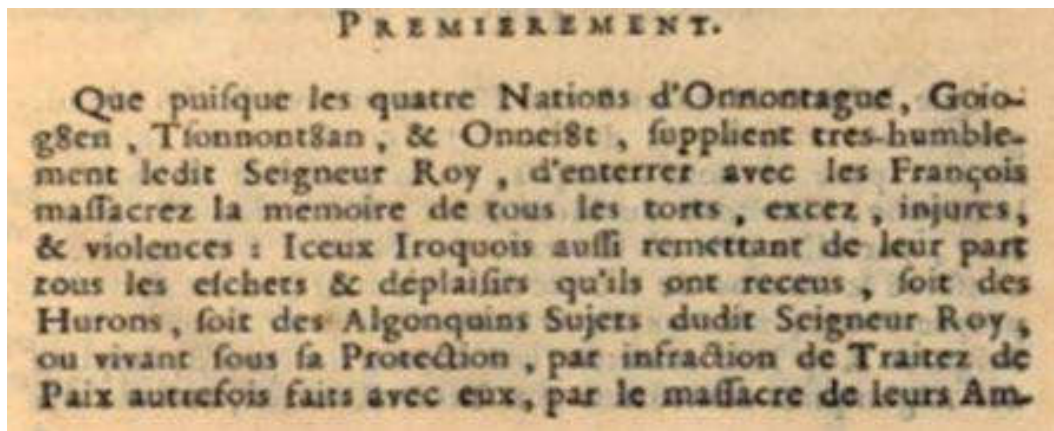 PREMIEREMENT.
Que puiſque les quatre Nations d'Onnontague, Goio-
g8en, Tſonnont8an, & Onnei8t, ſupplient tres-humble-
ment ledit Seigneur Roy, d'enterrer avec les François
maſſacrez la memoire de tous les torts, excez, injures,
& violences : Iceux Iroquois auſſi remettant de leur part
tous les eſchets & déplaiſirs qu'ils ont receus, ſoit des
Hurons, ſoit des Algonquins Sujets dudit Seigneur Roy,
ou vivant ſous ſa Protection, par infraction de Traitez de
Paix autrefois faits avec eux, par le maſſacre de leurs Am-